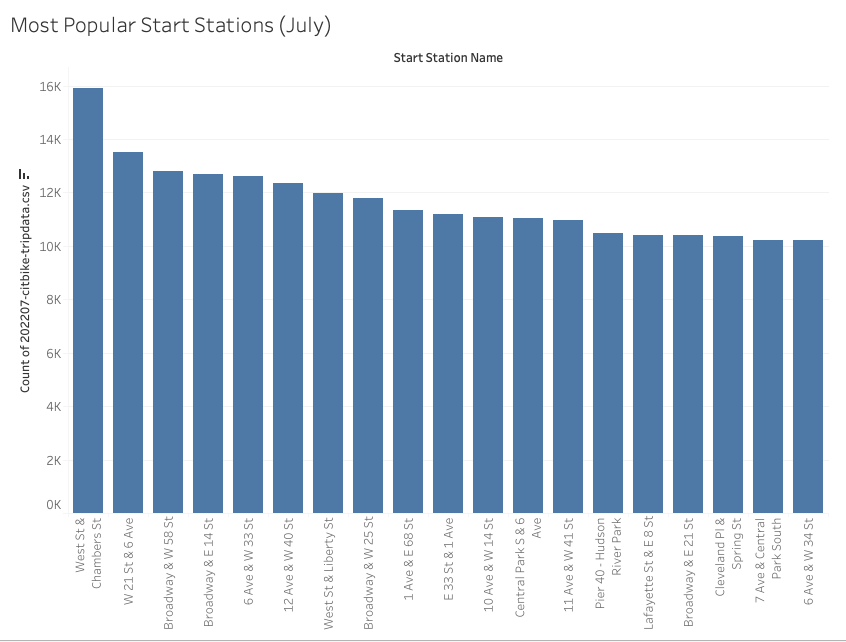 Most Popular Start Stations (July)
Start Station Name
Count of 202207-citbike-tripdata.csv
16K
14K
12K
10K
8K
6K
4K
2K
0K
West St &
Chambers St
W 21 St & 6 Ave
Broadway & W 58 St
Broadway & E 14 St
6 Ave & W 33 St
12 Ave & W 40 St
West St & Liberty St
Broadway & W 25 St
1 Ave & E 68 St
E 33 St & 1 Ave
10 Ave & W 14 St
Central Park S & 6
Ave
11 Ave & W 41 St
Pier 40 - Hudson
River Park
Lafayette St & E 8 St
Broadway & E 21 St
Cleveland Pl &
Spring St
7 Ave & Central
Park South
6 Ave & W 34 St